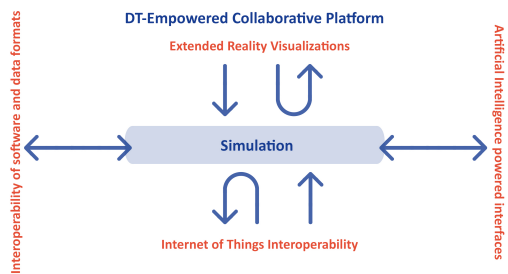 DT-Empowered Collaborative Platform
Extended Reality Visualizations
Interoperability of software and data formats
Simulation
Artificial Intelligence powered interfaces
Internet of Things Interoperability